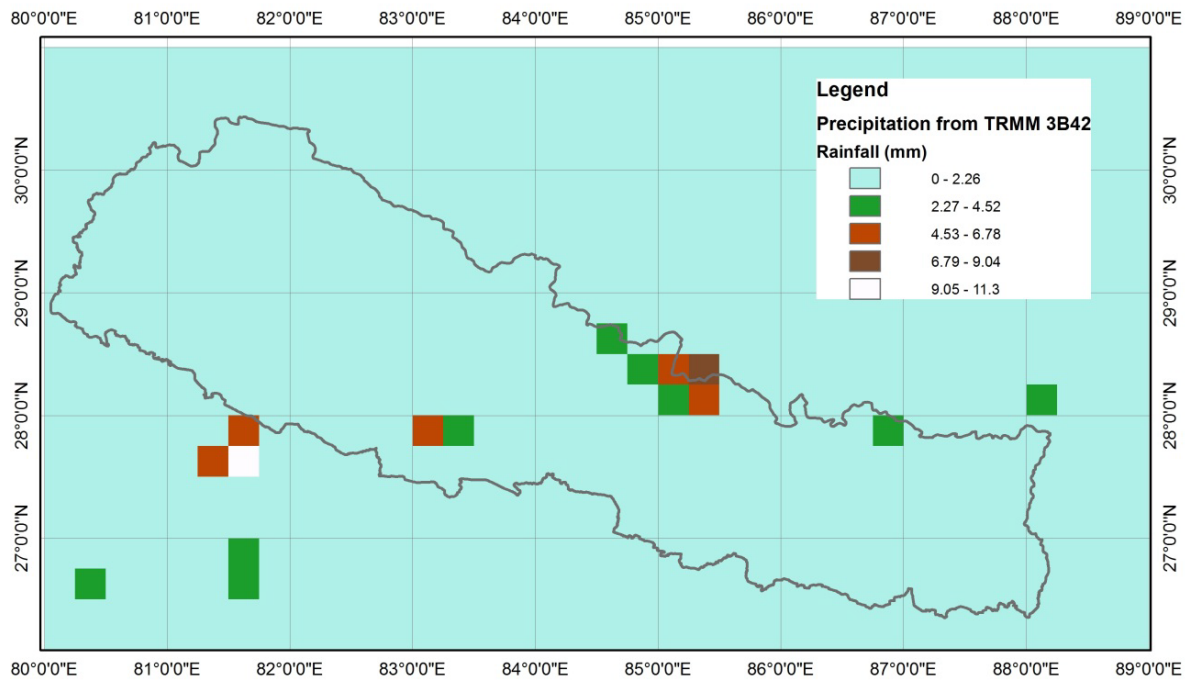 80°0'0"E 81°0'0"E 82°0'0"E 83°0'0"E 84°0'0"E 85°0'0"E 86°0'0"E 87°0'0"E 88°0'0"E 89°0'0"E
Legend
Precipitation from TRMM 3B42
Rainfall (mm)
0 - 2.26
2.27 - 4.52
4.53 - 6.78
6.79 - 9.04
9.05 - 11.3
30°0'0"N 30°0'0"N
29°0'0"N 29°0'0"N
28°0'0"N 28°0'0"N
27°0'0"N 27°0'0"N
80°0'0"E 81°0'0"E 82°0'0"E 83°0'0"E 84°0'0"E 85°0'0"E 86°0'0"E 87°0'0"E 88°0'0"E 89°0'0"E